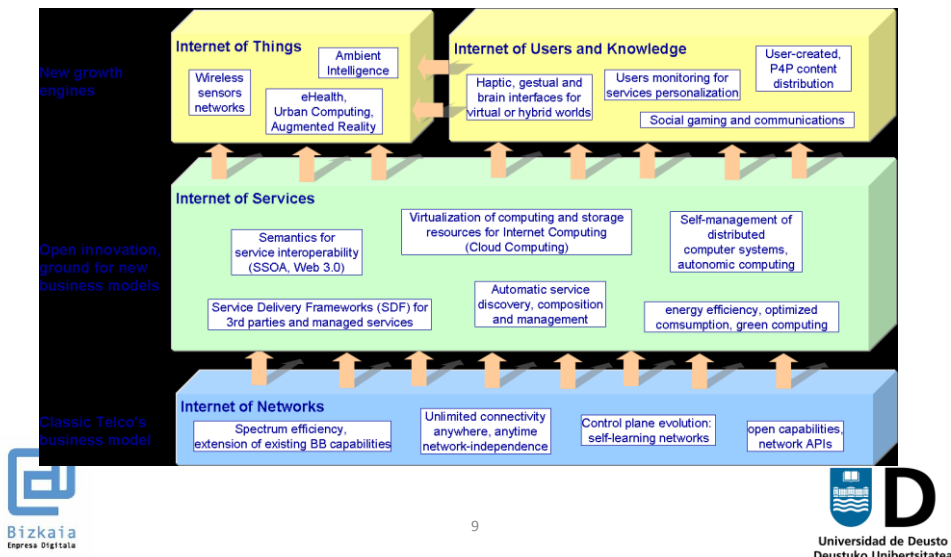 New growth
engines
Internet of Things
Ambient
Intelligence
Wireless
sensors
networks
eHealth,
Urban Computing,
Augmented Reality
Internet of Users and Knowledge
Haptic, gestual and
brain interfaces for
virtual or hybrid worlds
Users monitoring for
services personalization
User-created,
P4P content
distribution
Social gaming and communications
Open innovation,
ground for new
business models
Internet of Services
Semantics for
service interoperability
(SSOA, Web 3.0)
Virtualization of computing and storage
resources for Internet Computing
(Cloud Computing)
Self-management of
distributed
computer systems,
autonomic computing
Service Delivery Frameworks (SDF) for
3rd parties and managed services
Automatic service
discovery, composition
and management
energy efficiency, optimized
comsumption, green computing
Classic Telco's
business model
Internet of Networks
Spectrum efficiency,
extension of existing BB capabilities
Unlimited connectivity
anywhere, anytime
network-independence
Control plane evolution:
self-learning networks
open capabilities,
network APIs
Bizkaia
Enpresa Digitala
9
D
Universidad de Deusto
Deustuko Unibertsitatea